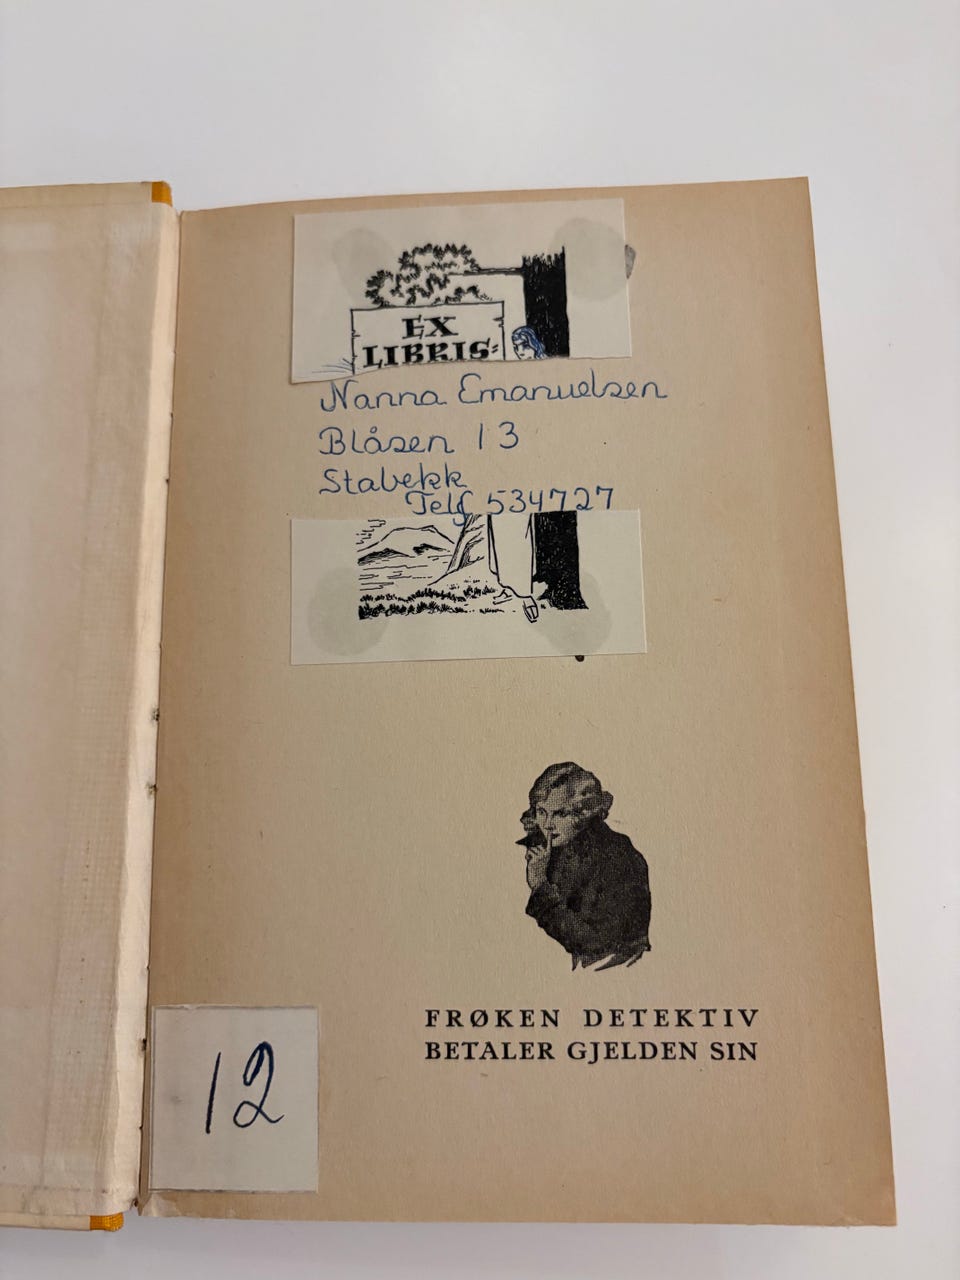 EX
LIBRIS:
Nanna Emanuelsen
Blåsen 13
Stabekk
Telf 534727
FRØKEN DETEKTIV
BETALER GJELDEN SIN
12